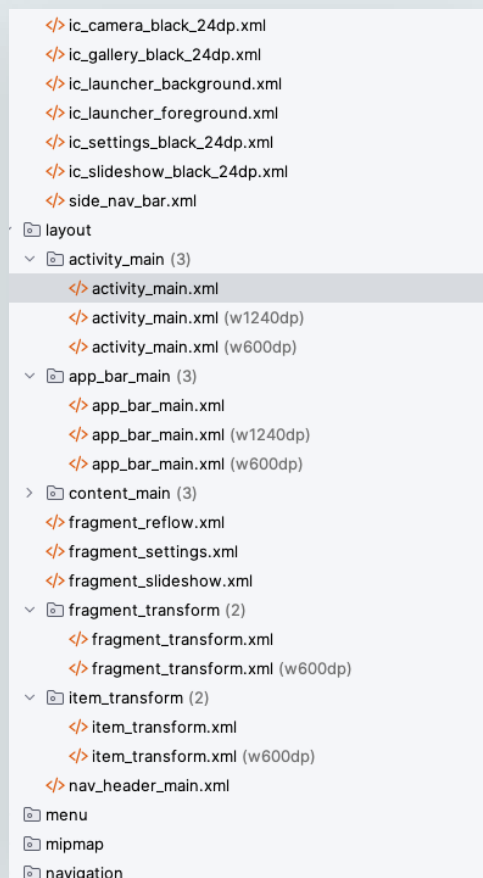 ic_camera_black_24dp.xml
ic_gallery_black_24dp.xml
ic_launcher_background.xml
ic_launcher_foreground.xml
ic_settings_black_24dp.xml
ic_slideshow_black_24dp.xml
side_nav_bar.xml
layout
activity_main (3)
activity_main.xml
activity_main.xml (w1240dp)
activity_main.xml (w600dp)
app_bar_main (3)
app_bar_main.xml
app_bar_main.xml (w1240dp)
app_bar_main.xml (w600dp)
content_main (3)
fragment_reflow.xml
fragment_settings.xml
fragment_slideshow.xml
fragment_transform (2)
fragment_transform.xml
fragment_transform.xml (w600dp)
item_transform (2)
item_transform.xml
item_transform.xml (w600dp)
nav_header_main.xml
menu
mipmap
navigation